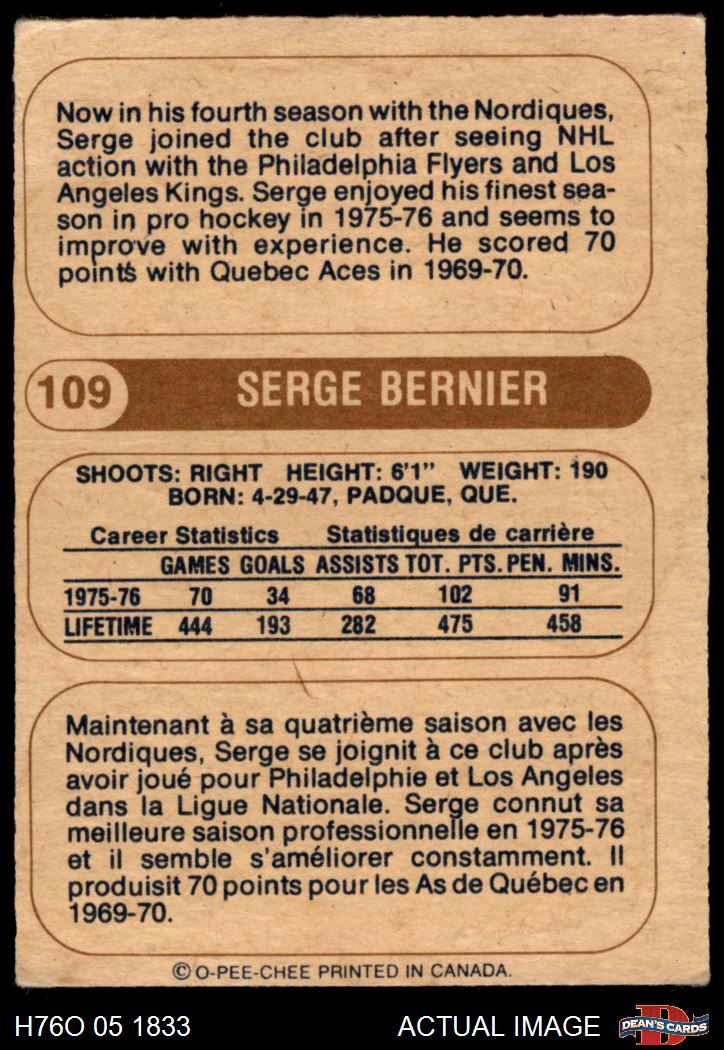 Now in his fourth season with the Nordiques,
Serge joined the club after seeing NHL
action with the Philadelphia Flyers and Los
Angeles Kings. Serge enjoyed his finest sea-
son in pro hockey in 1975-76 and seems to
improve with experience. He scored 70
points with Quebec Aces in 1969-70.
109 SERGE BERNIER
SHOOTS: RIGHT HEIGHT: 6'1" WEIGHT: 190
BORN: 4-29-47, PADQUE, QUE.
Career Statistics Statistiques de carrière
GAMES GOALS ASSISTS TOT. PTS. PEN. MINS.
1975-76 70 34 68 102 91
LIFETIME 444 193 282 475 458
Maintenant à sa quatrième saison avec les
Nordiques, Serge se joignit à ce club après
avoir joué pour Philadelphie et Los Angeles
dans la Ligue Nationale. Serge connut sa
meilleure saison professionnelle en 1975-76
et il semble s'améliorer constamment. Il
produisit 70 points pour les As de Québec en
1969-70.
© O-PEE-CHEE PRINTED IN CANADA.
H76O 05 1833 ACTUAL IMAGE D DEAN'S CARDS